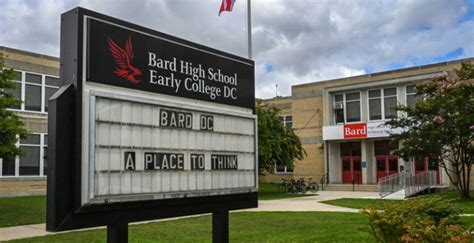 Bard High School
Early College DC
BARD DC
A PLACE TO THINK
Bard